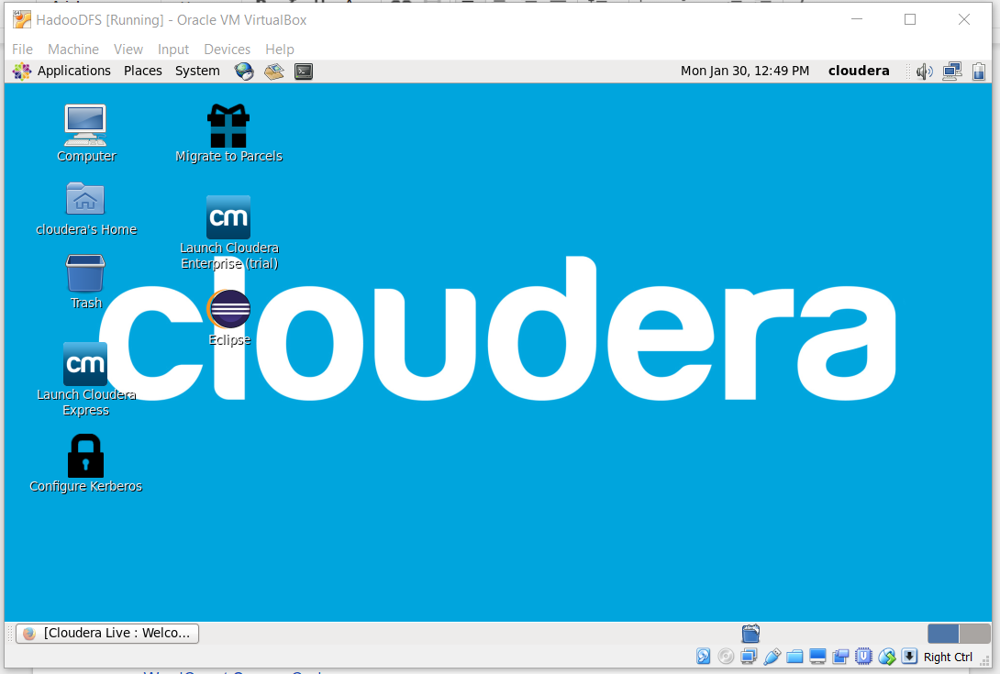 HadooDFS [Running] - Oracle VM VirtualBox
File Machine View Input Devices Help
Applications Places System Mon Jan 30, 12:49 PM cloudera
Computer
Migrate to Parcels
cloudera's Home
cm
Launch Cloudera
Enterprise (trial)
Trash
Eclipse
cloudera
cm
Launch Cloudera
Express
Configure Kerberos
[Cloudera Live : Welco...
Right Ctrl